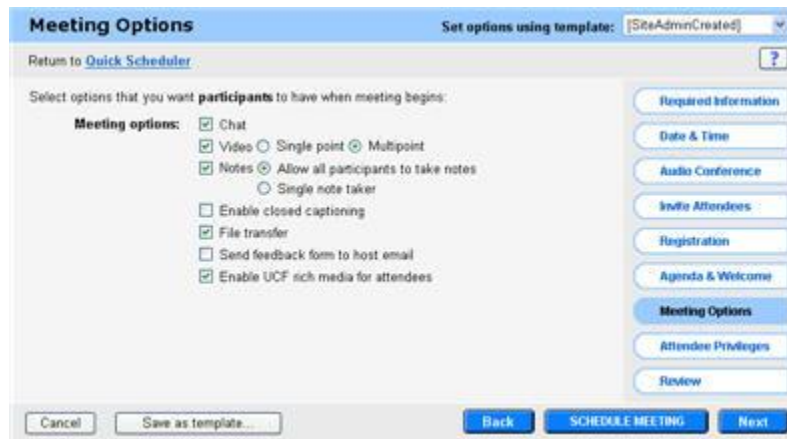 Meeting Options
Set options using template: [SiteAdminCreated]
Return to Quick Scheduler
?
Select options that you want participants to have when meeting begins:
Meeting options: Chat
Video Single point Multipoint
Notes Allow all participants to take notes
Single note taker
Enable closed captioning
File transfer
Send feedback form to host email
Enable UCF rich media for attendees
Required Information
Date & Time
Audio Conference
Invite Attendees
Registration
Agenda & Welcome
Meeting Options
Attendee Privileges
Review
Cancel Save as template... Back SCHEDULE MEETING Next